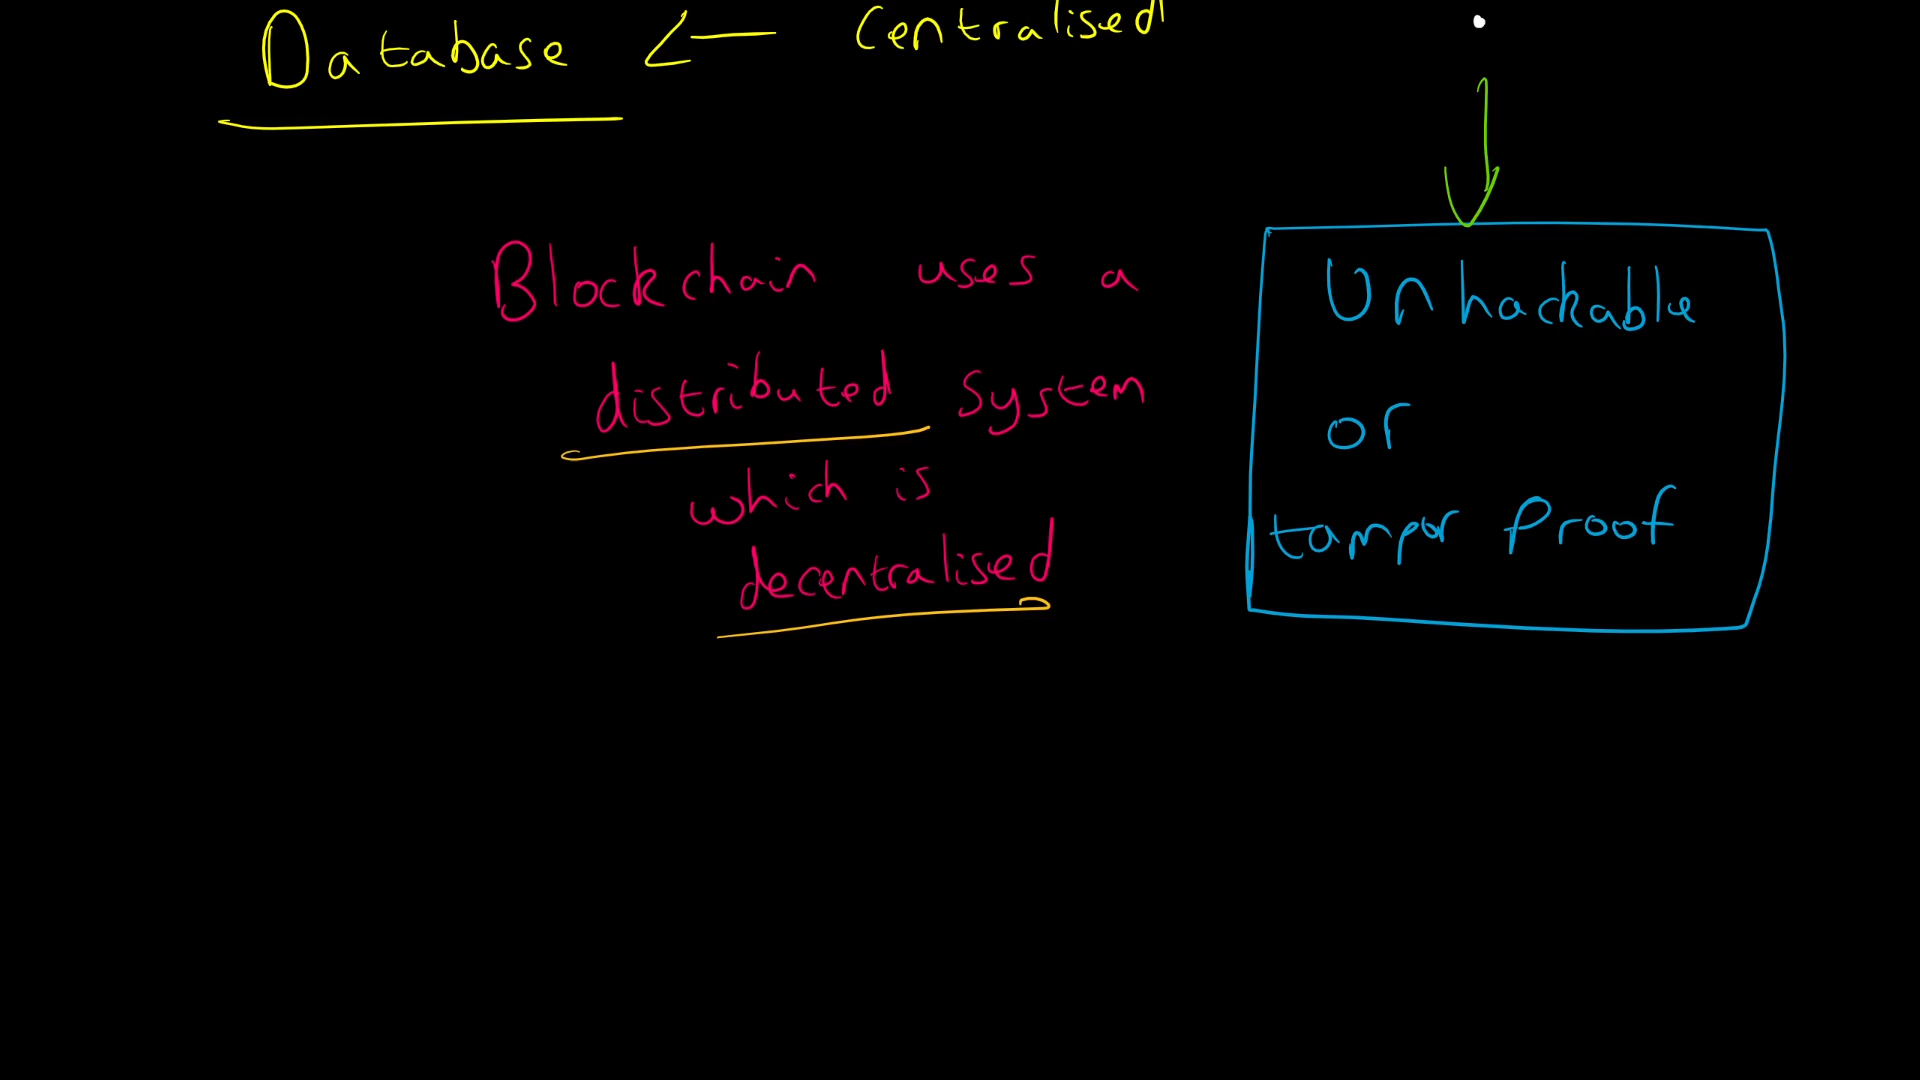 Database <— Centralised
Blockchain uses a
distributed system
which is
decentralised
Unhackable
or
tamper Proof